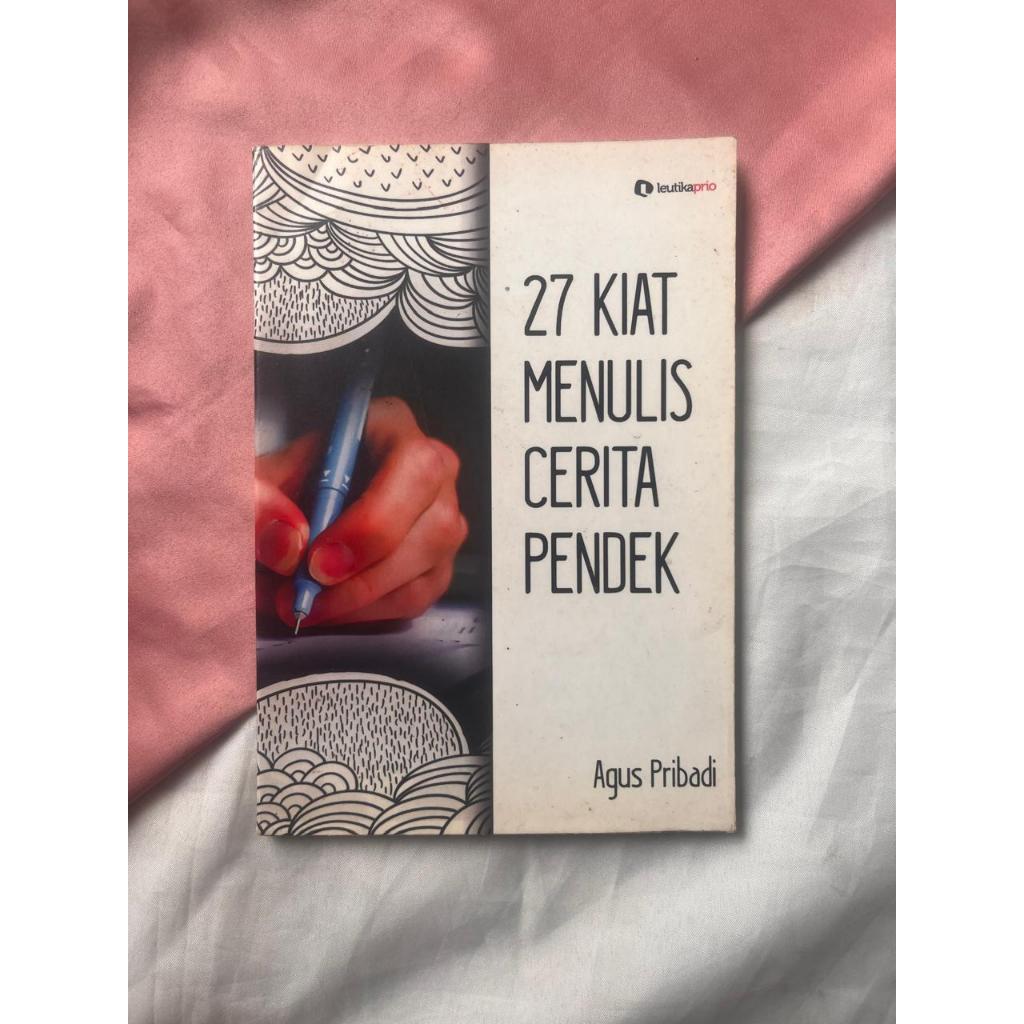 leutikaprio
27 KIAT
MENULIS
CERITA
PENDEK
Agus Pribadi